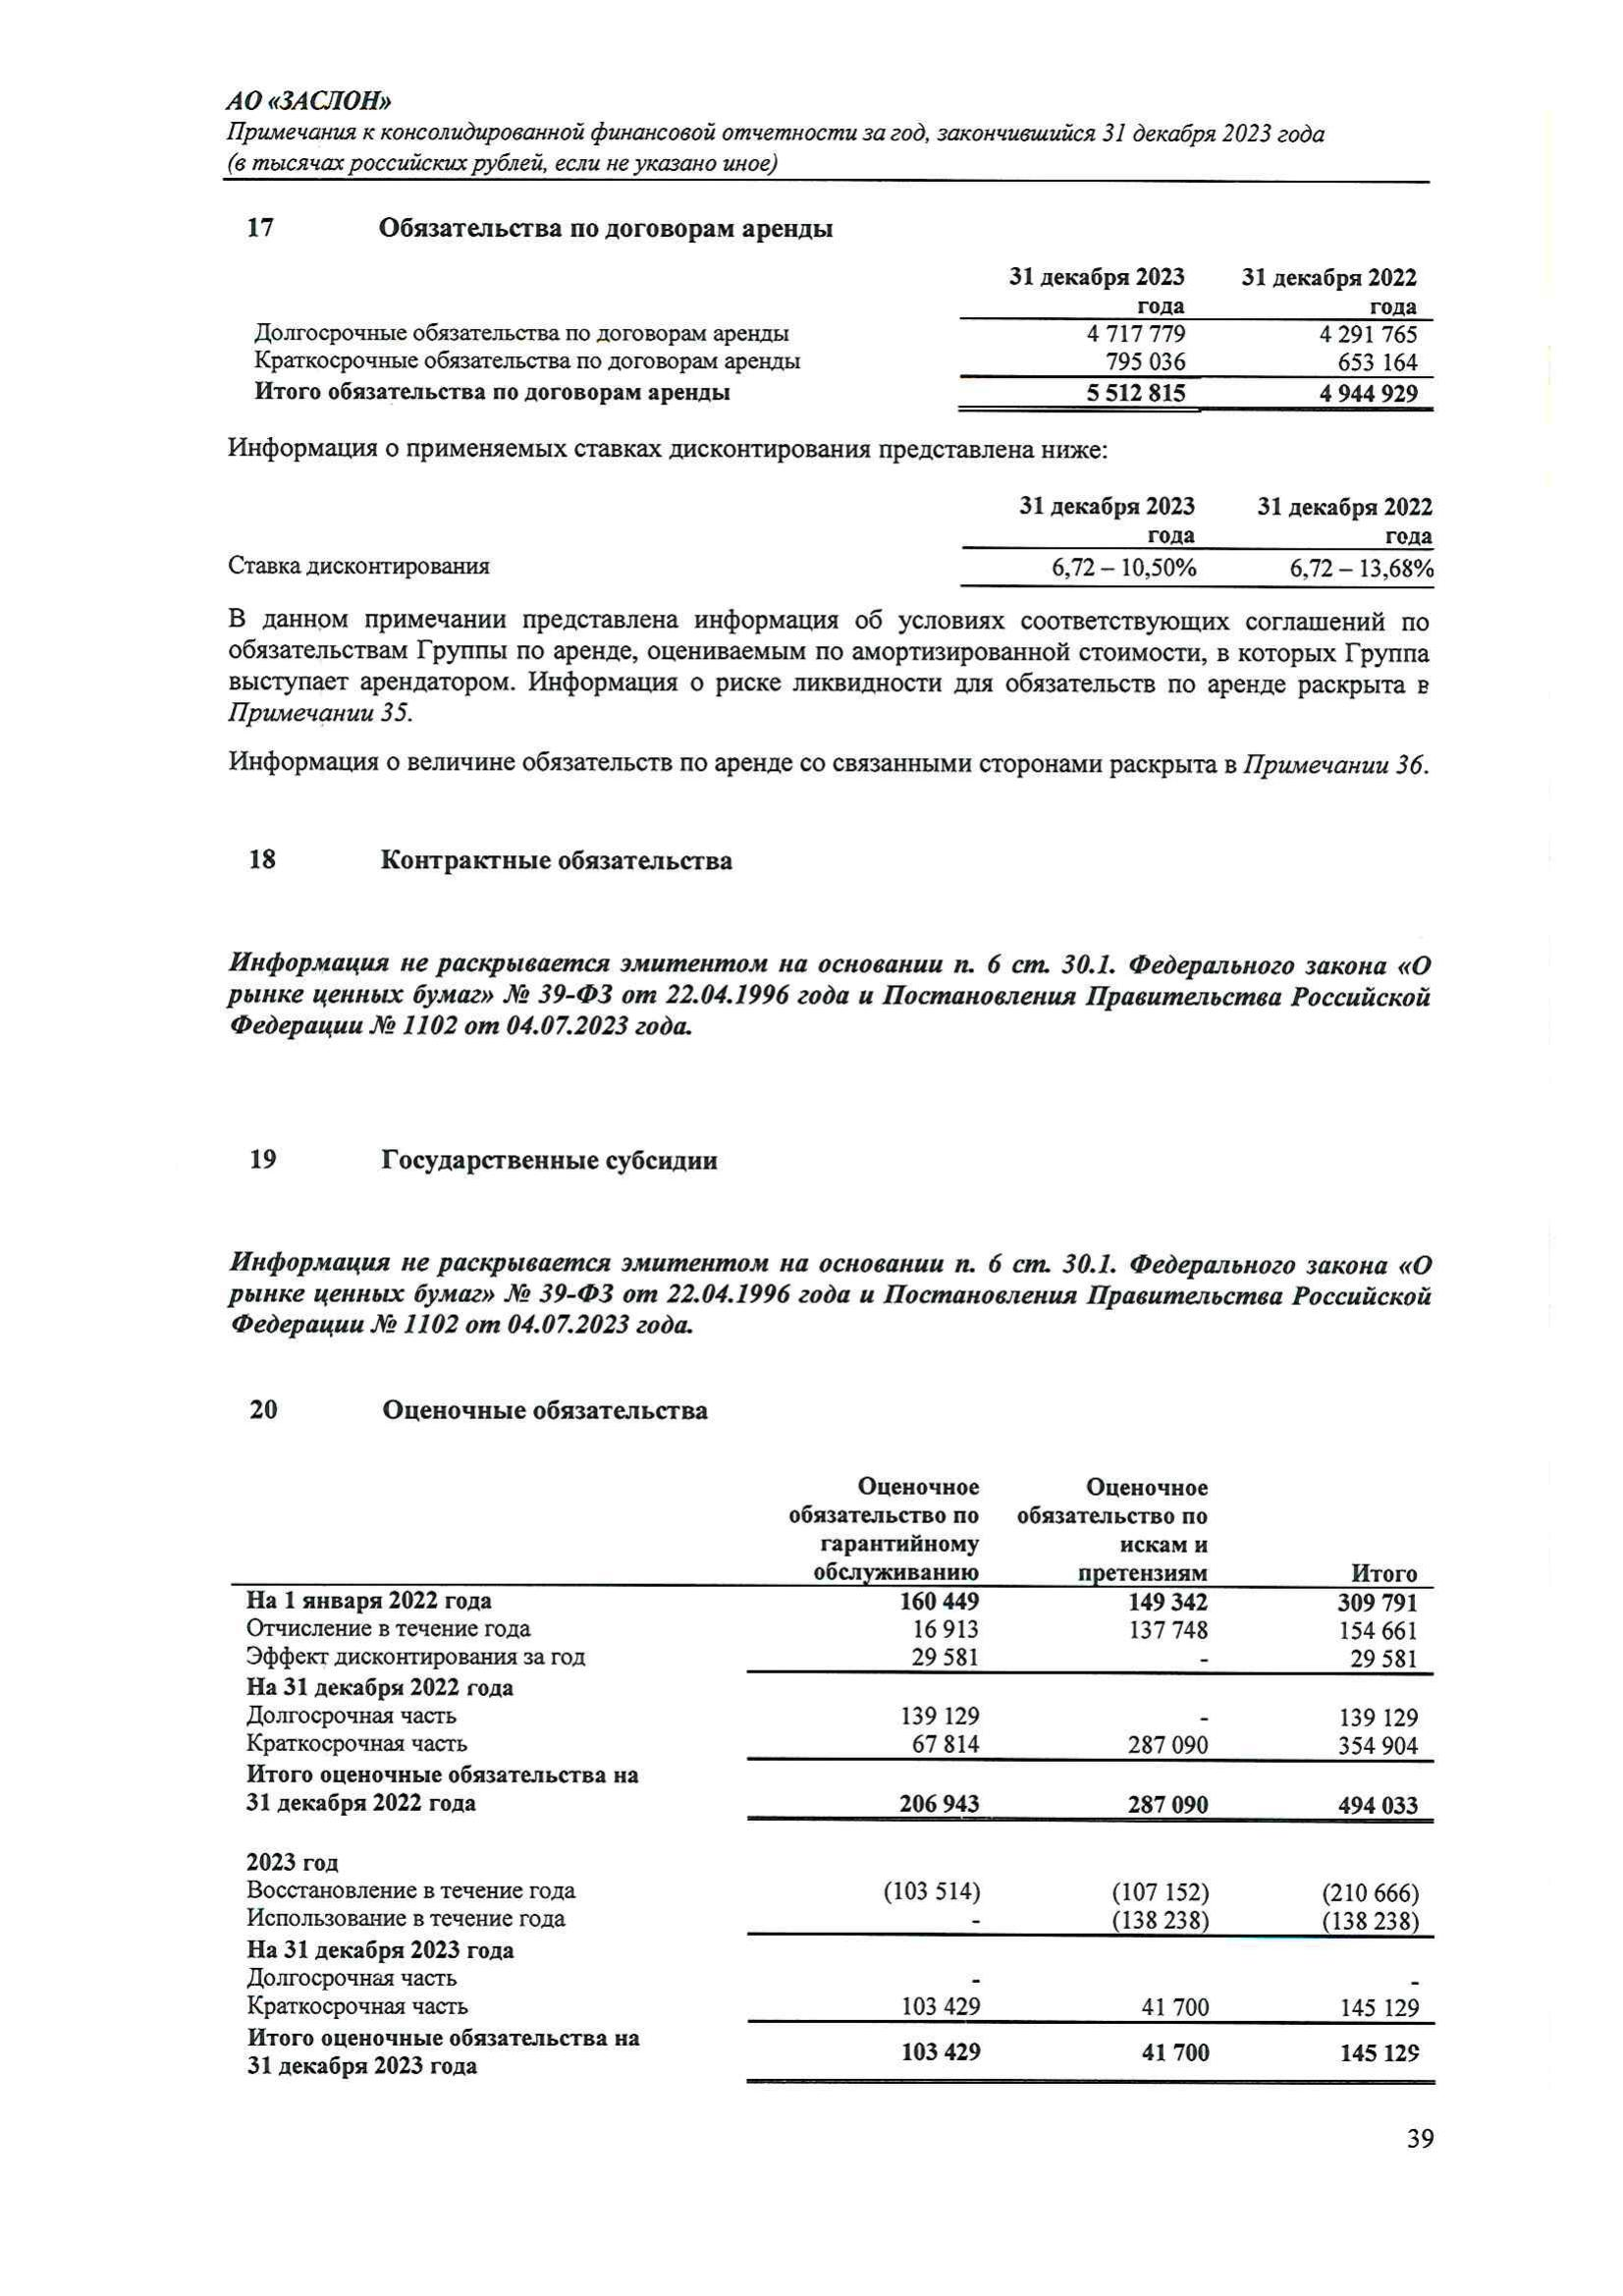 АО «ЗАСЛОН»
Примечания к консолидированной финансовой отчетности за год, закончившийся 31 декабря 2023 года
(в тысячах российских рублей, если не указано иное)
17 Обязательства по договорам аренды
31 декабря 2023 31 декабря 2022
года года
Долгосрочные обязательства по договорам аренды 4 717 779 4 291 765
Краткосрочные обязательства по договорам аренды 795 036 653 164
Итого обязательства по договорам аренды 5 512 815 4 944 929
Информация о применяемых ставках дисконтирования представлена ниже:
31 декабря 2023 31 декабря 2022
года года
Ставка дисконтирования 6,72 – 10,50% 6,72 – 13,68%
В данном примечании представлена информация об условиях соответствующих соглашений по
обязательствам Группы по аренде, оцениваемым по амортизированной стоимости, в которых Группа
выступает арендатором. Информация о риске ликвидности для обязательств по аренде раскрыта в
Примечании 35.
Информация о величине обязательств по аренде со связанными сторонами раскрыта в Примечании 36.
18 Контрактные обязательства
Информация не раскрывается эмитентом на основании п. 6 ст. 30.1. Федерального закона «О
рынке ценных бумаг» № 39-ФЗ от 22.04.1996 года и Постановления Правительства Российской
Федерации № 1102 от 04.07.2023 года.
19 Государственные субсидии
Информация не раскрывается эмитентом на основании п. 6 ст. 30.1. Федерального закона «О
рынке ценных бумаг» № 39-ФЗ от 22.04.1996 года и Постановления Правительства Российской
Федерации № 1102 от 04.07.2023 года.
20 Оценочные обязательства
Оценочное Оценочное
обязательство по обязательство по
гарантийному искам и
обслуживанию претензиям Итого
На 1 января 2022 года 160 449 149 342 309 791
Отчисление в течение года 16 913 137 748 154 661
Эффект дисконтирования за год 29 581 - 29 581
На 31 декабря 2022 года
Долгосрочная часть 139 129 - 139 129
Краткосрочная часть 67 814 287 090 354 904
Итого оценочные обязательства на
31 декабря 2022 года 206 943 287 090 494 033
2023 год
Восстановление в течение года (103 514) (107 152) (210 666)
Использование в течение года - (138 238) (138 238)
На 31 декабря 2023 года
Долгосрочная часть - -
Краткосрочная часть 103 429 41 700 145 129
Итого оценочные обязательства на
31 декабря 2023 года 103 429 41 700 145 129
39